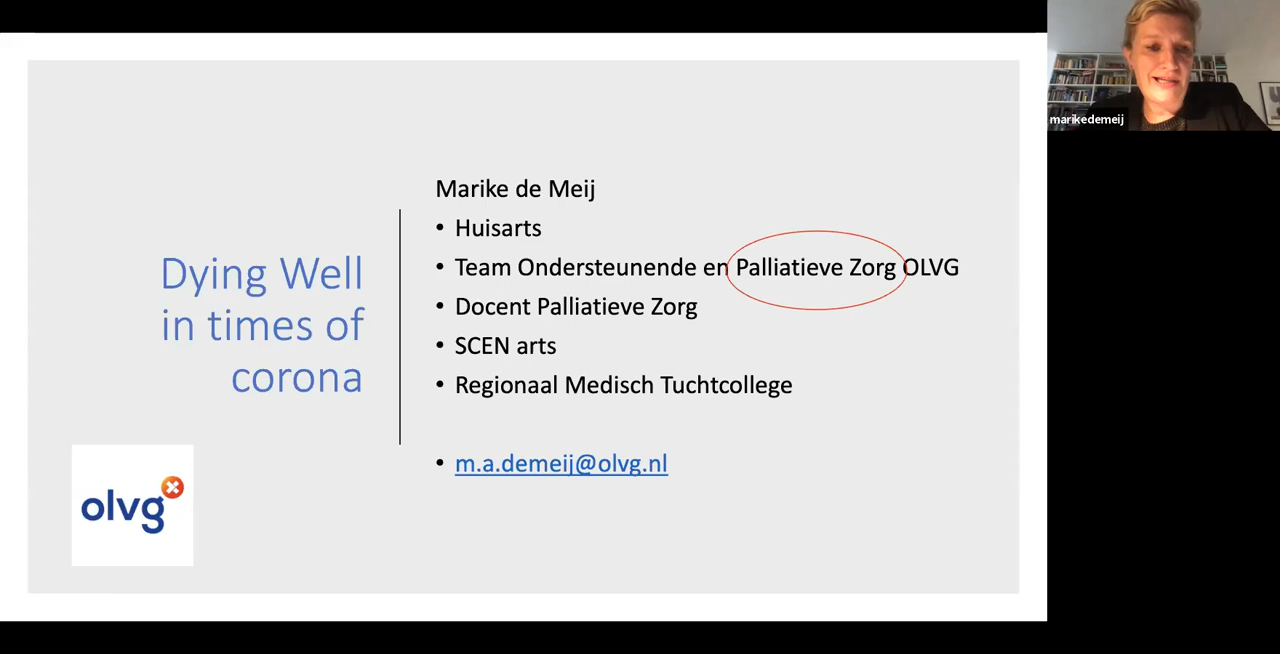 Dying Well
in times of
corona
Marike de Meij
• Huisarts
• Team Ondersteunende en Palliatieve Zorg OLVG
• Docent Palliatieve Zorg
• SCEN arts
• Regionaal Medisch Tuchtcollege
• m.a.demeij@olvg.nl
olvg
marikedemeij